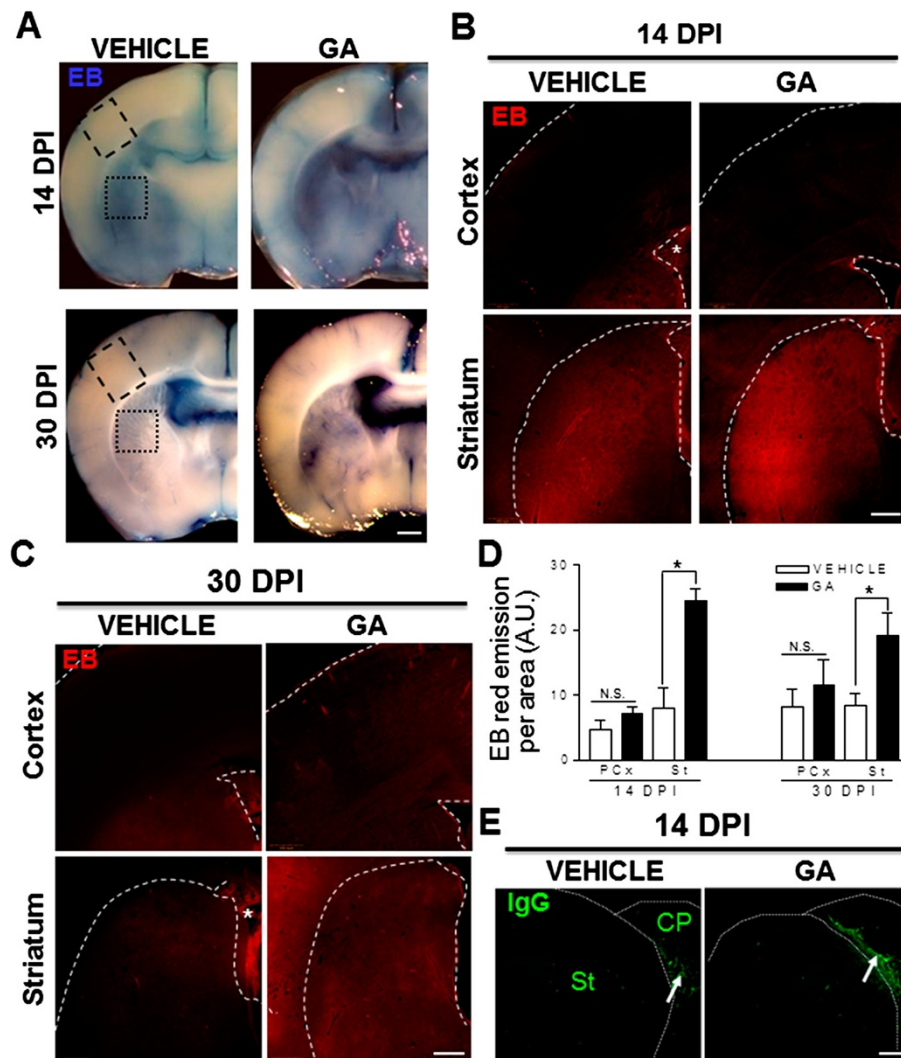 A
VEHICLE GA
EB
14 DPI
30 DPI
B
14 DPI
VEHICLE GA
EB
Cortex
*
Striatum
C
30 DPI
VEHICLE GA
EB
Cortex
Striatum
*
D
EB red emission
per area (A.U.)
30
20
10
0
VEHICLE
GA
N.S. * N.S. *
PCx St PCx St
14 DPI 30 DPI
E
14 DPI
VEHICLE GA
IgG
CP
St